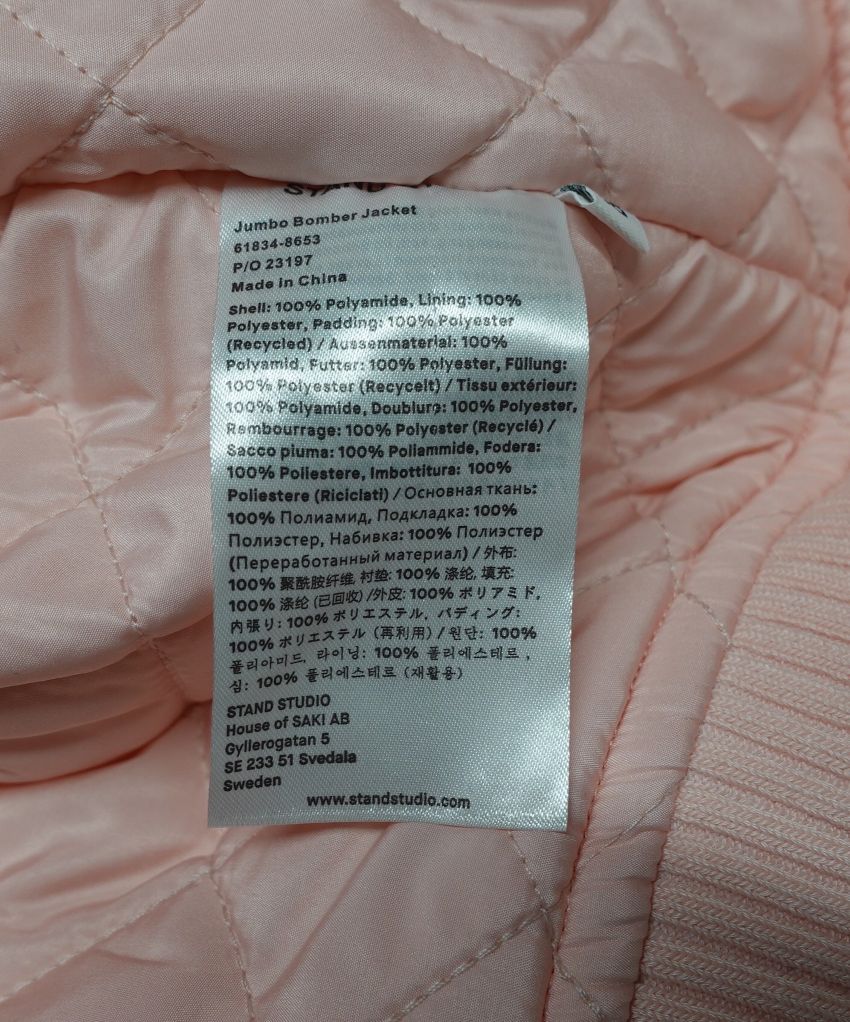 STAND
Jumbo Bomber Jacket
61834-8653
P/O 23197
Made in China
Shell: 100% Polyamide, Lining: 100%
Polyester, Padding: 100% Polyester
(Recycled) / Aussenmaterial: 100%
Polyamid, Futter: 100% Polyester, Füllung:
100% Polyester (Recycelt) / Tissu extérieur:
100% Polyamide, Doublure: 100% Polyester,
Rembourrage: 100% Polyester (Recyclé) /
Sacco piuma: 100% Poliammide, Fodera:
100% Poliestere, Imbottitura: 100%
Poliestere (Riciclati) / Основная ткань:
100% Полиамид, Подкладка: 100%
Полиэстер, Набивка: 100% Полиэстер
(Переработанный материал) / 外布:
100% 聚酰胺纤维, 衬垫: 100% 涤纶, 填充:
100% 涤纶 (已回收) /外皮: 100% ポリアミド,
内張り: 100% ポリエステル, パディング:
100% ポリエステル (再利用) / 원단: 100%
폴리아미드, 라이닝: 100% 폴리에스테르 ,
심: 100% 폴리에스테르 (재활용)
STAND STUDIO
House of SAKI AB
Gyllerogatan 5
SE 233 51 Svedala
Sweden
www.standstudio.com